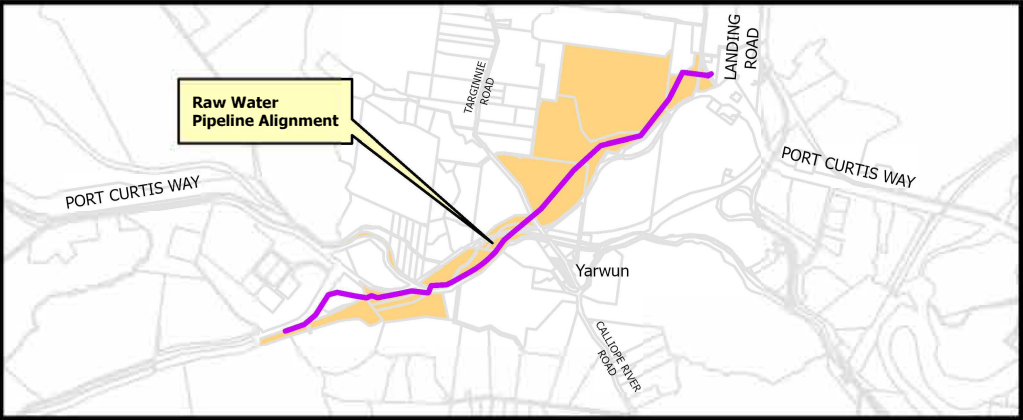 LANDING
ROAD
TARGINNIE
ROAD
Raw Water
Pipeline Alignment
PORT CURTIS WAY
PORT CURTIS WAY
Yarwun
CALLIOPE RIVER
ROAD